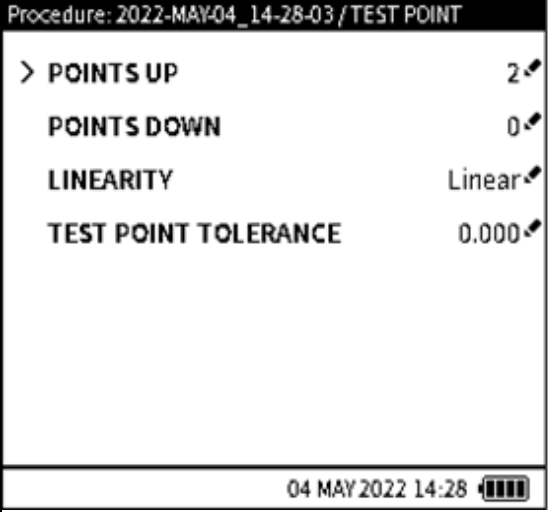 Procedure: 2022-MAY-04_14-28-03 / TEST POINT
> POINTS UP 2
POINTS DOWN 0
LINEARITY Linear
TEST POINT TOLERANCE 0.000
04 MAY 2022 14:28